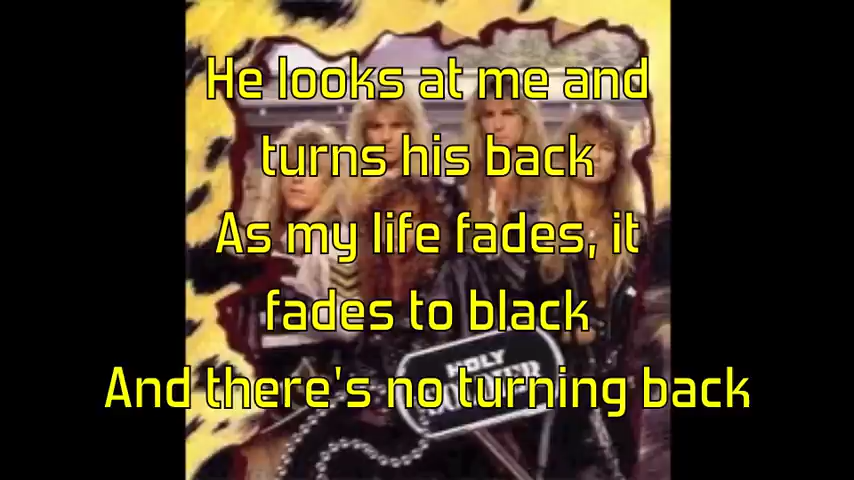 He looks at me and
turns his back
As my life fades, it
fades to black
And there's no turning back
HOLY